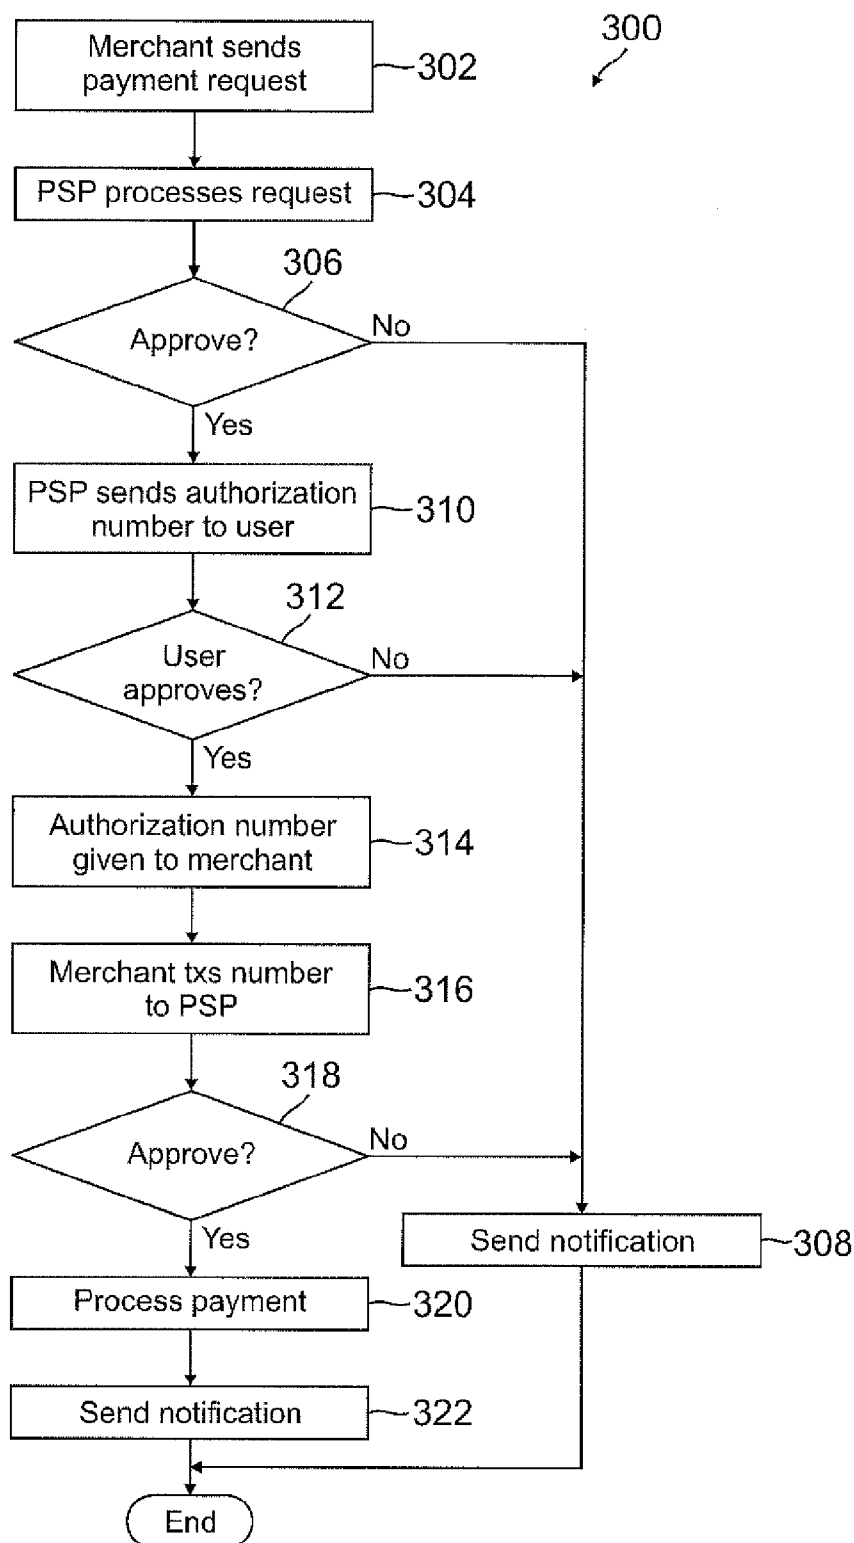 300
Merchant sends
payment request
302
PSP processes request
304
306
Approve?
No
Yes
PSP sends authorization
number to user
310
312
User
approves?
No
Yes
Authorization number
given to merchant
314
Merchant txs number
to PSP
316
318
Approve?
No
Yes
Send notification
308
Process payment
320
Send notification
322
End